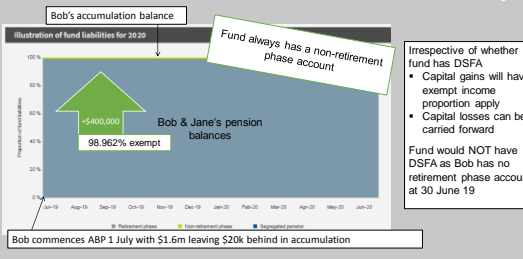 Bob's accumulation balance
Illustration of fund liabilities for 2020
Fund always has a non-retirement
phase account
100 %
80 %
60 %
40 %
20 %
Proportion of fund liabilities
+$400,000
98.962% exempt
Bob & Jane's pension
balances
Jul-19 Aug-19 Sep-19 Oct-19 Nov-19 Dec-19 Jan-20 Feb-20 Mar-20 Apr-20 May-20 Jun-20
Retirement phase Non-retirement phase Segregated pension
Bob commences ABP 1 July with $1.6m leaving $20k behind in accumulation
Irrespective of whether
fund has DSFA
▪ Capital gains will hav
exempt income
proportion apply
▪ Capital losses can be
carried forward
Fund would NOT have
DSFA as Bob has no
retirement phase accou
at 30 June 19